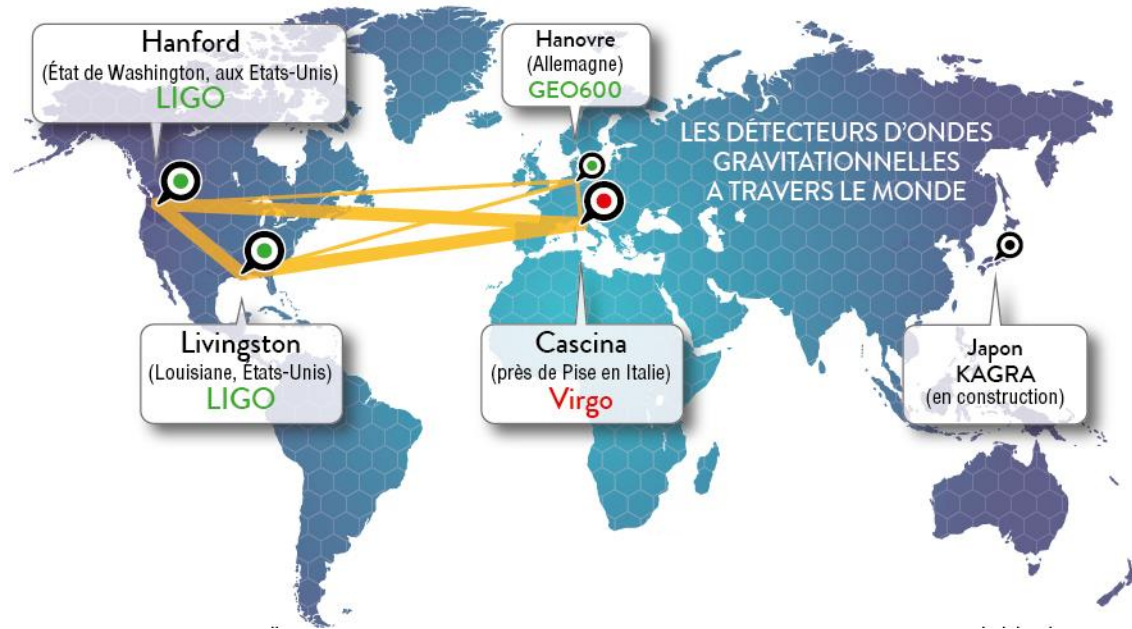 Hanford
(État de Washington, aux Etats-Unis)
LIGO
Hanovre
(Allemagne)
GEO600
LES DÉTECTEURS D'ONDES
GRAVITATIONNELLES
A TRAVERS LE MONDE
Livingston
(Louisiane, États-Unis)
LIGO
Cascina
(près de Pise en Italie)
Virgo
Japon
KAGRA
(en construction)